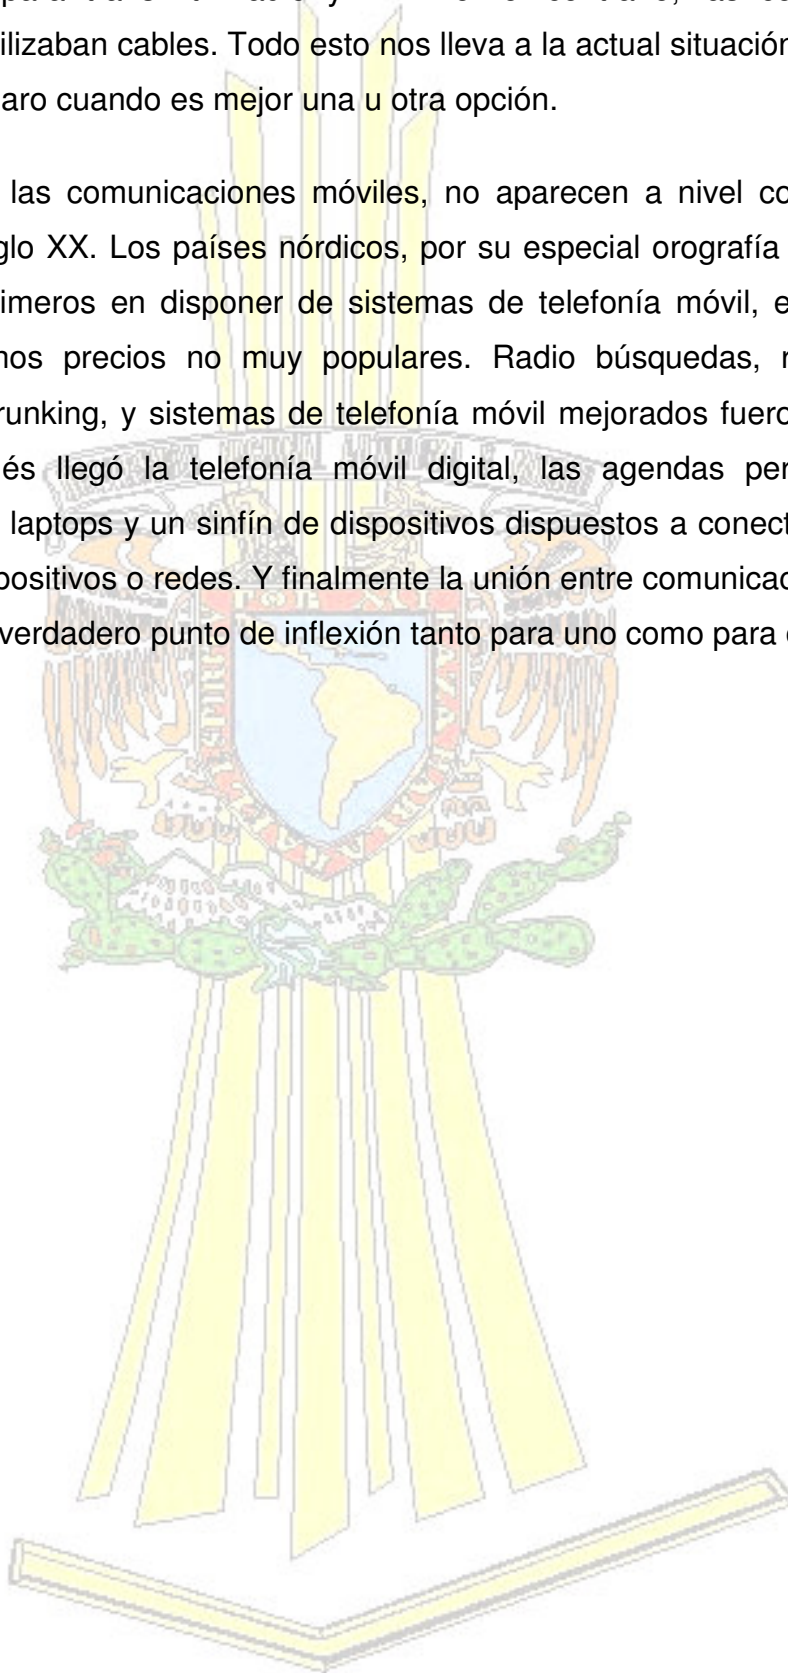 ilizaban cables. Todo esto nos lleva a la actual situación
aro cuando es mejor una u otra opción.
las comunicaciones móviles, no aparecen a nivel co
glo XX. Los países nórdicos, por su especial orografía
imeros en disponer de sistemas de telefonía móvil, e
nos precios no muy populares. Radio búsquedas, r
runking, y sistemas de telefonía móvil mejorados fuero
és llegó la telefonía móvil digital, las agendas per
laptops y un sinfín de dispositivos dispuestos a conect
positivos o redes. Y finalmente la unión entre comunicac
verdadero punto de inflexión tanto para uno como para